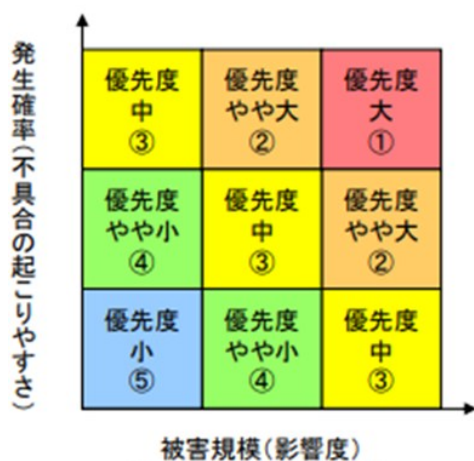 発生確率(不具合の起こりやすさ)
優先度
中
③
優先度
やや大
②
優先度
大
①
優先度
やや小
④
優先度
中
③
優先度
やや大
②
優先度
小
⑤
優先度
やや小
④
優先度
中
③
被害規模(影響度)